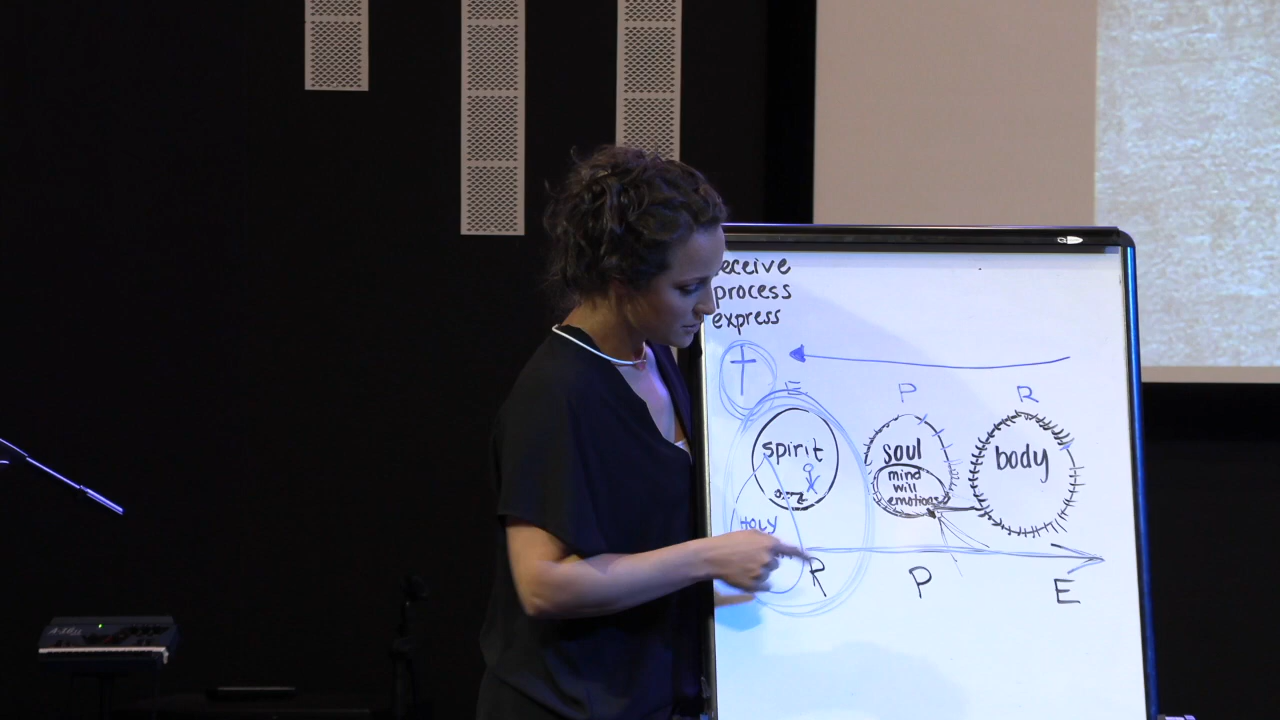 eceive
process
express
E P R
spirit
soul
mind
will
emotions
body
HOLY
R P E